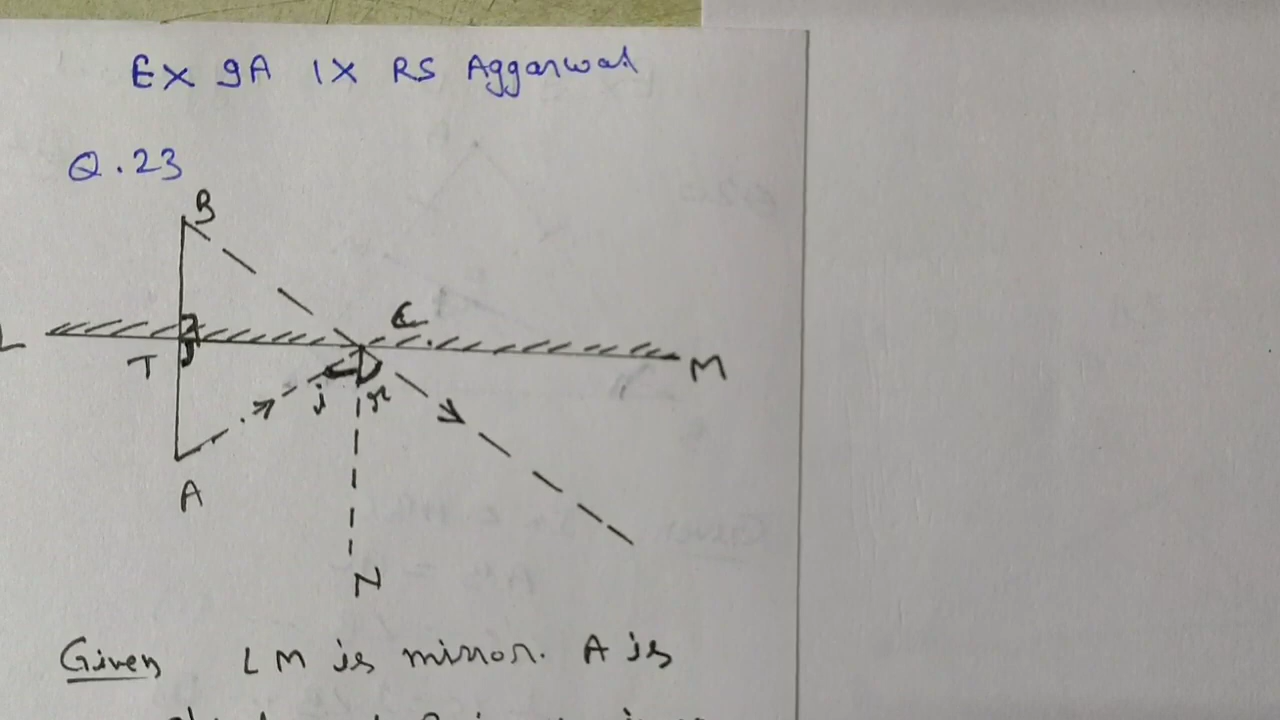 Ex 9A IX RS Aggarwal
Q.23
B
C
L
T
M
i r
A
N
Given LM is mirror. A is